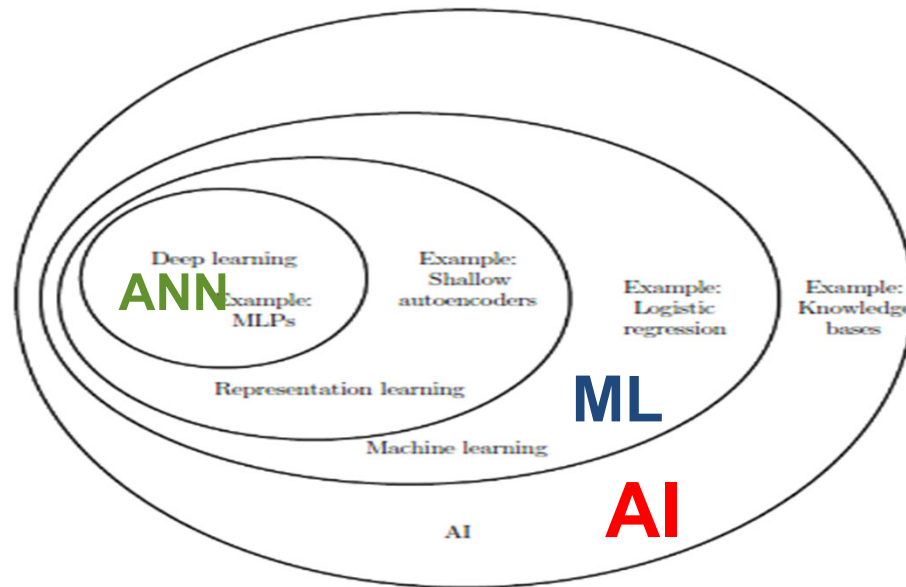 Deep learning
ANN
Example:
MLPs
Example:
Shallow
autoencoders
Example:
Logistic
regression
Example:
Knowledge
bases
Representation learning
ML
Machine learning
AI
AI